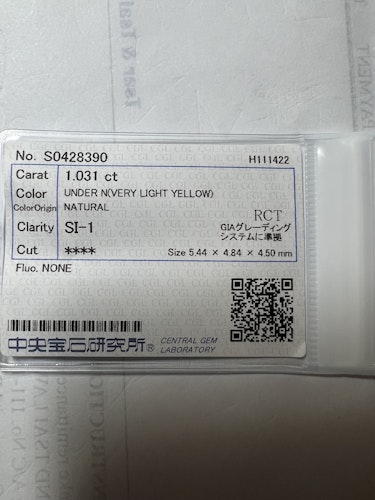 No. S0428390
H111422
Carat 1.031 ct
Color UNDER N(VERY LIGHT YELLOW)
ColorOrigin NATURAL
Clarity SI-1
RCT
GIAグレーディング
システムに準拠
Cut ****
Size 5.44 × 4.84 × 4.50 mm
Fluo. NONE
中央宝石研究所® CENTRAL GEM
LABORATORY